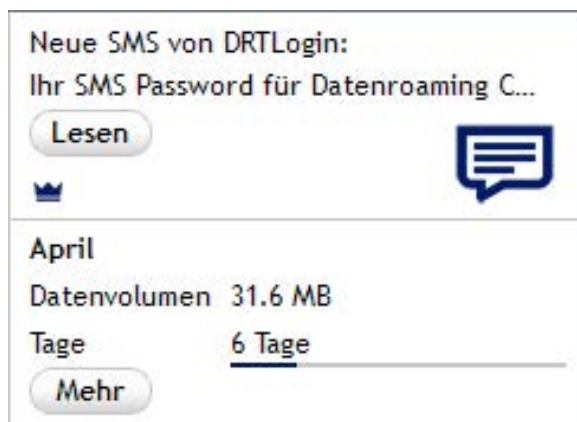 Neue SMS von DRTLogin:
Ihr SMS Password für Datenroaming C...
Lesen
April
Datenvolumen 31.6 MB
Tage 6 Tage
Mehr